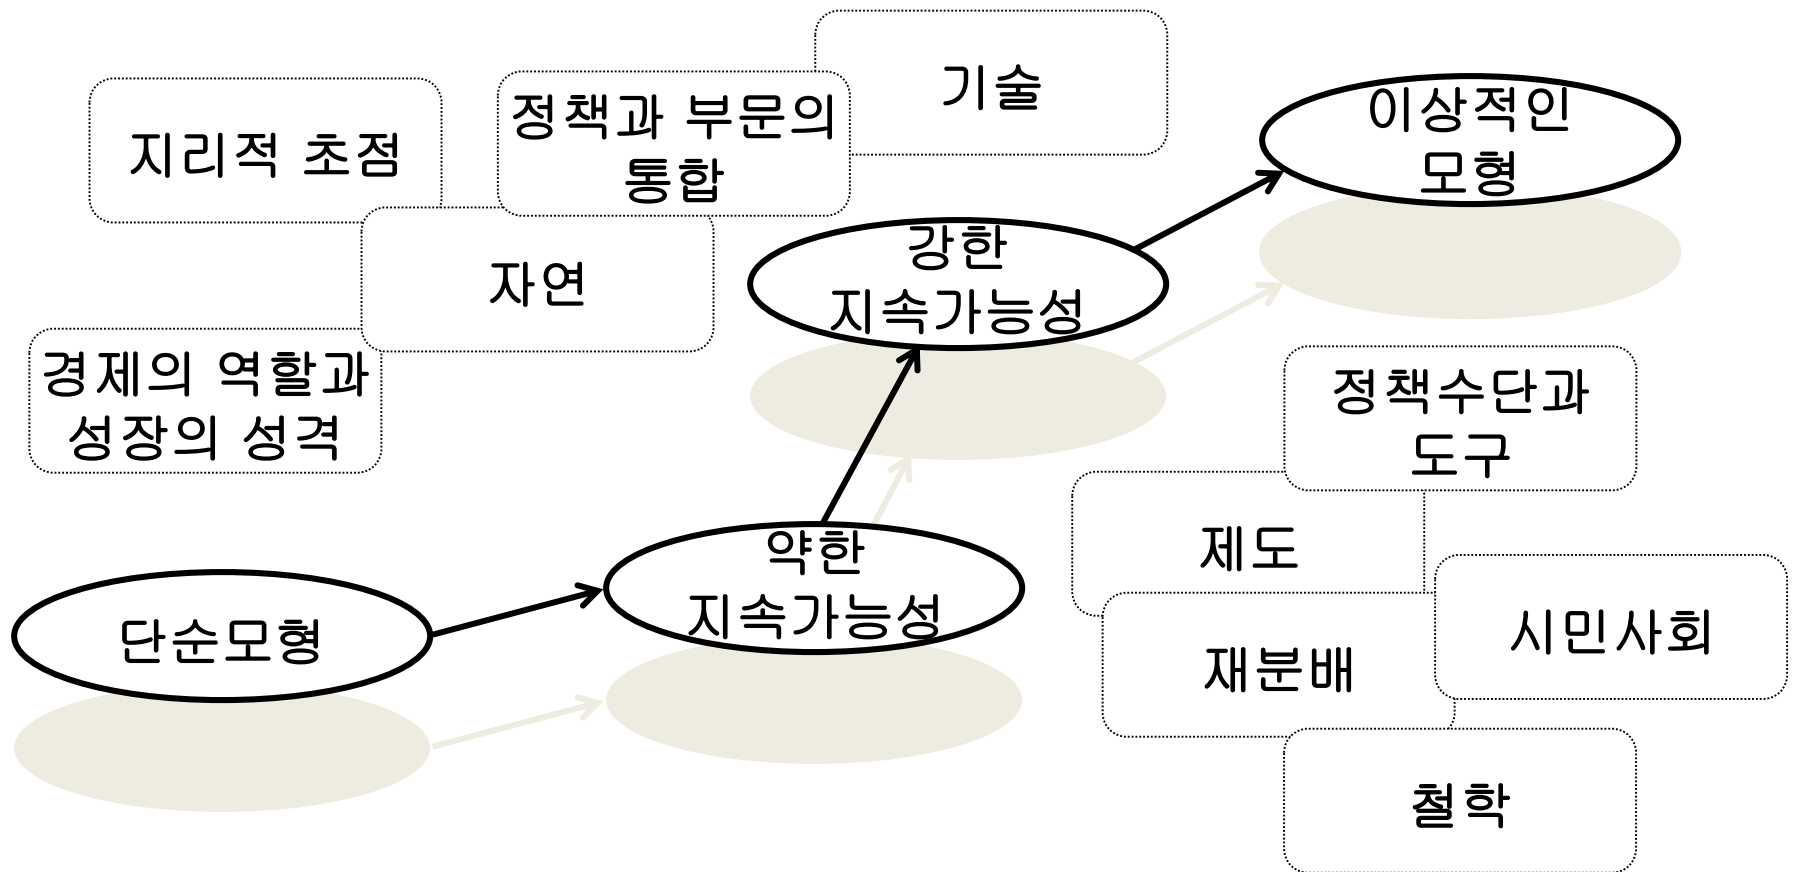 기술
지리적 초점
정책과 부문의
통합
이상적인
모형
자연
강한
지속가능성
경제의 역할과
성장의 성격
정책수단과
도구
제도
약한
지속가능성
단순모형
시민사회
재분배
철학